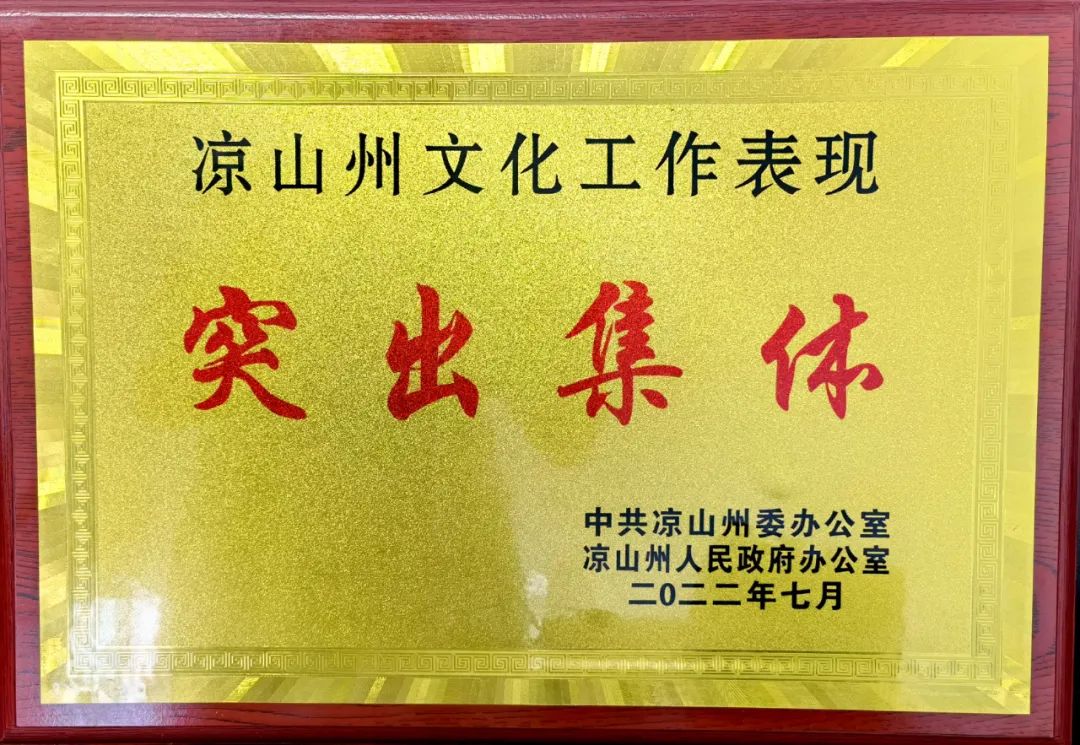 凉山州文化工作表现
突出集体
中共凉山州委办公室
凉山州人民政府办公室
二0二二年七月